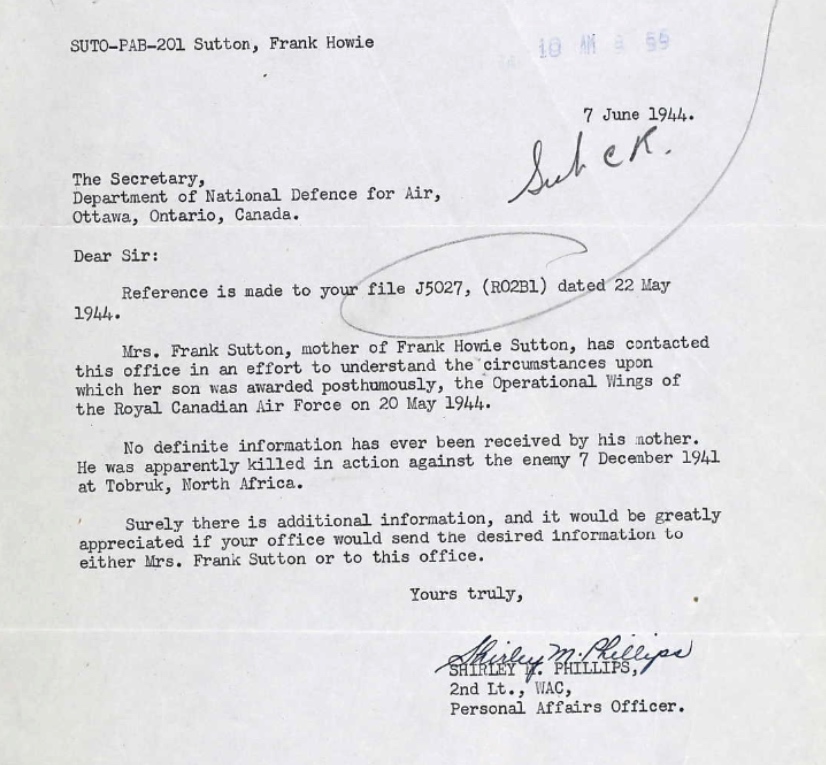 SUTO-PAB-201 Sutton, Frank Howie
10 AM 55
7 June 1944.
The Secretary,
Department of National Defence for Air,
Ottawa, Ontario, Canada.
Dear Sir:
Reference is made to your file J5027, (RO2B1) dated 22 May
1944.
Mrs. Frank Sutton, mother of Frank Howie Sutton, has contacted
this office in an effort to understand the circumstances upon
which her son was awarded posthumously, the Operational Wings of
the Royal Canadian Air Force on 20 May 1944.
No definite information has ever been received by his mother.
He was apparently killed in action against the enemy 7 December 1941
at Tobruk, North Africa.
Surely there is additional information, and it would be greatly
appreciated if your office would send the desired information to
either Mrs. Frank Sutton or to this office.
Yours truly,
Shirley M. Phillips
SHIRLEY M. PHILLIPS,
2nd Lt., WAC,
Personal Affairs Officer.